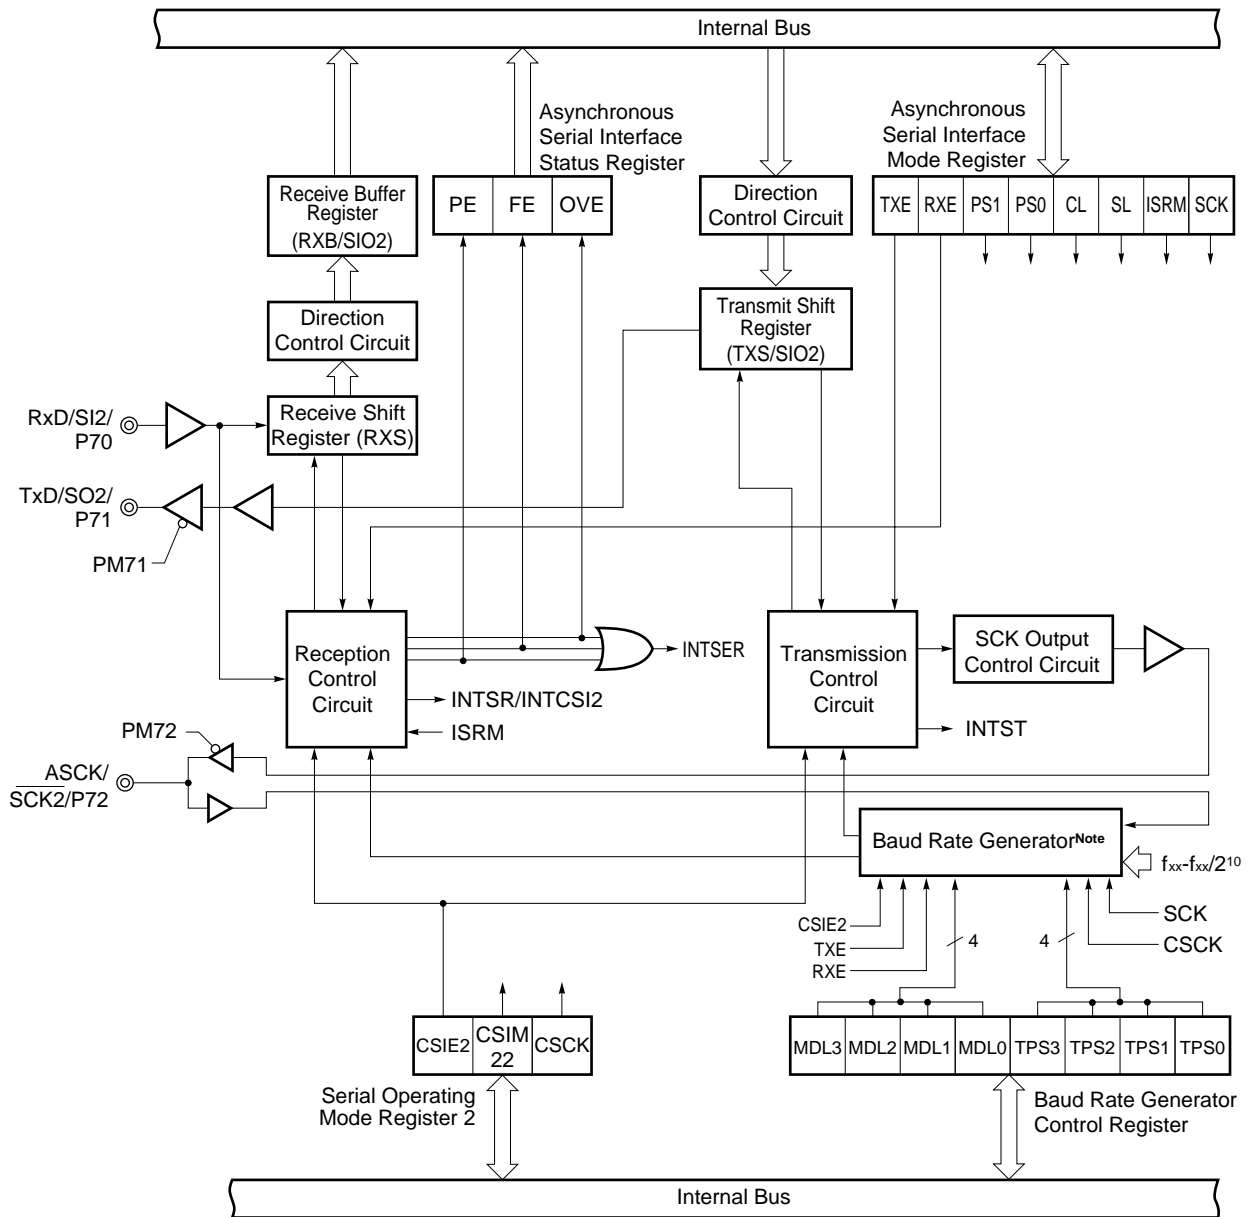 Internal Bus
Asynchronous
Serial Interface
Status Register
Asynchronous
Serial Interface
Mode Register
Receive Buffer
Register
(RXB/SIO2)
PE
FE
OVE
Direction
Control Circuit
TXE
RXE
PS1
PS0
CL
SL
ISRM
SCK
Direction
Control Circuit
Transmit Shift
Register
(TXS/SIO2)
RxD/SI2/
P70
Receive Shift
Register (RXS)
TxD/SO2/
P71
PM71
Reception
Control
Circuit
INTSER
INTSR/INTCSI2
ISRM
Transmission
Control
Circuit
SCK Output
Control Circuit
INTST
PM72
ASCK/
SCK2/P72
Baud Rate Generator Note
fxx-fxx/2^10
CSIE2
TXE
RXE
4
4
SCK
CSCK
CSIE2
CSIM
22
CSCK
MDL3
MDL2
MDL1
MDL0
TPS3
TPS2
TPS1
TPS0
Serial Operating
Mode Register 2
Baud Rate Generator
Control Register
Internal Bus